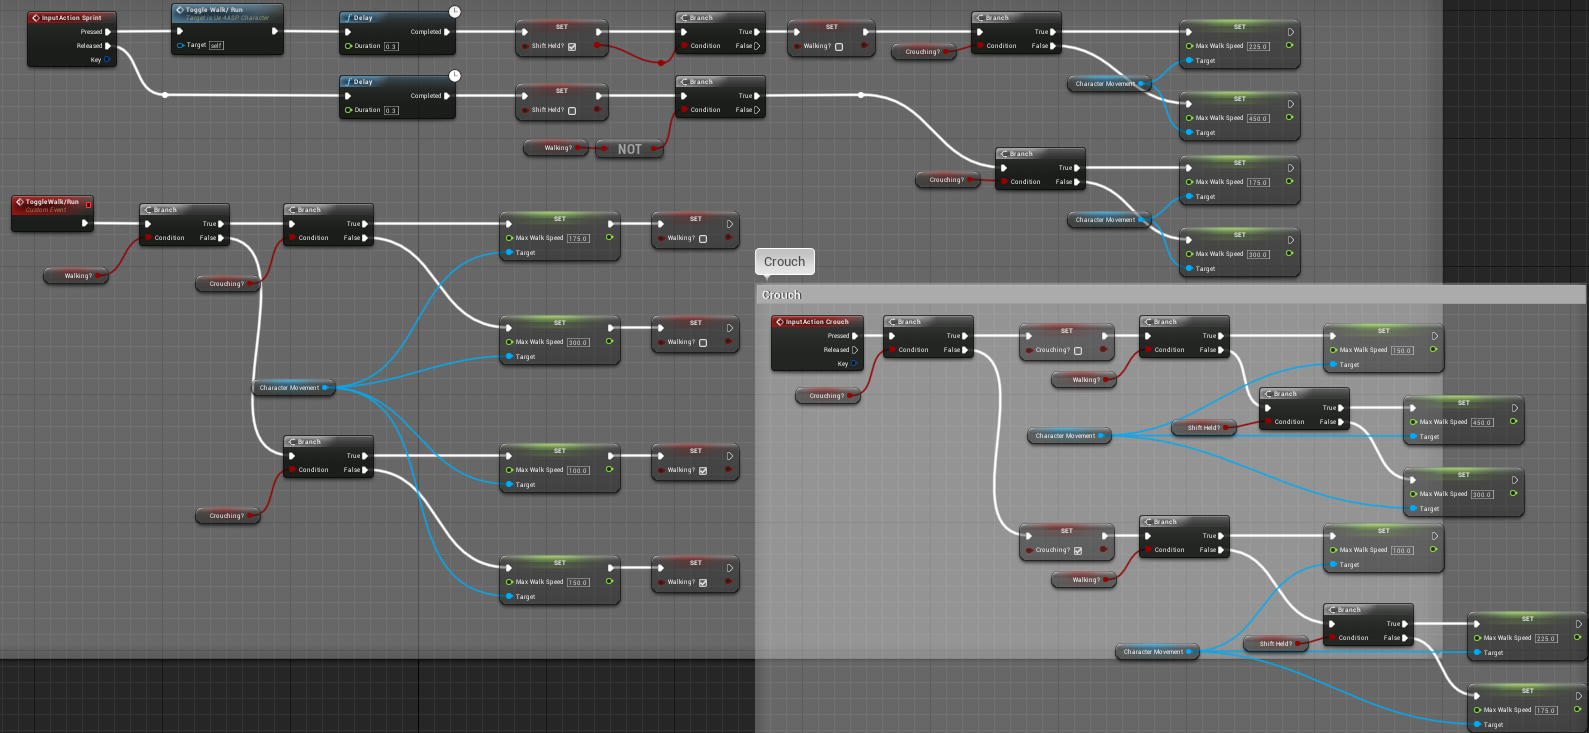 InputAction Sprint
Pressed
Released
Key
Toggle Walk/ Run
Target is Ue 4ASP Character
Target self
Delay
Completed
Duration 0.3
SET
Shift Held?
Branch
True
Condition False
SET
Walking?
Crouching?
Branch
True
Condition False
SET
Max Walk Speed 225.0
Target
Character Movement
SET
Max Walk Speed 450.0
Target
Delay
Completed
Duration 0.3
SET
Shift Held?
Branch
True
Condition False
Walking?
NOT
Crouching?
Branch
True
Condition False
SET
Max Walk Speed 175.0
Target
Character Movement
SET
Max Walk Speed 300.0
Target
ToggleWalk/Run
Custom Event
Branch
True
Condition False
Walking?
Branch
True
Condition False
Crouching?
SET
Max Walk Speed 175.0
Target
SET
Walking?
SET
Max Walk Speed 300.0
Target
SET
Walking?
Character Movement
Branch
True
Condition False
Crouching?
SET
Max Walk Speed 100.0
Target
SET
Walking?
SET
Max Walk Speed 150.0
Target
SET
Walking?
Crouch
Crouch
InputAction Crouch
Pressed
Released
Key
Branch
True
Condition False
Crouching?
SET
Crouching?
Branch
True
Condition False
Walking?
SET
Max Walk Speed 150.0
Target
Branch
True
Condition False
Shift Held?
Character Movement
SET
Max Walk Speed 450.0
Target
SET
Max Walk Speed 300.0
Target
SET
Crouching?
Branch
True
Condition False
Walking?
SET
Max Walk Speed 100.0
Target
Branch
True
Condition False
Shift Held?
Character Movement
SET
Max Walk Speed 225.0
Target
SET
Max Walk Speed 175.0
Target